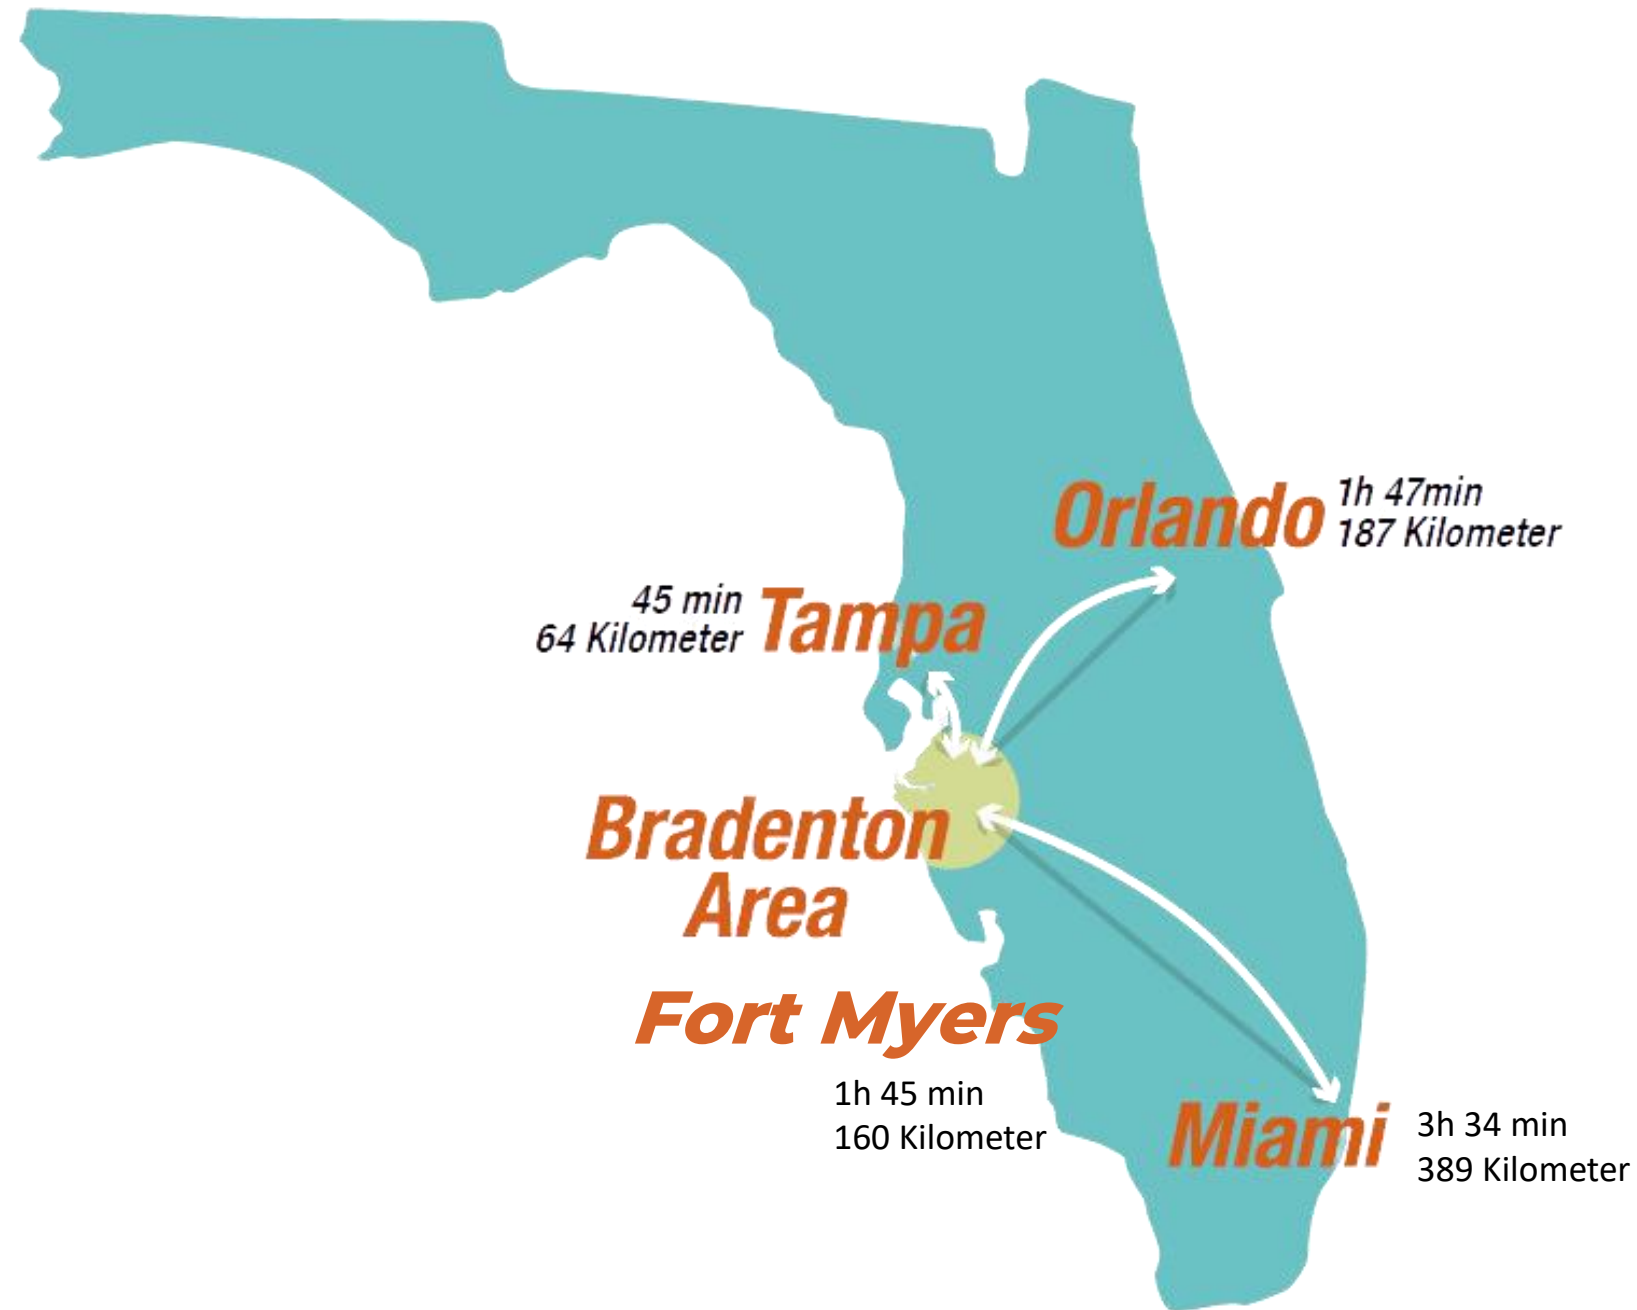 Orlando
1h 47min
187 Kilometer
45 min
64 Kilometer
Tampa
Bradenton
Area
Fort Myers
1h 45 min
160 Kilometer
Miami
3h 34 min
389 Kilometer